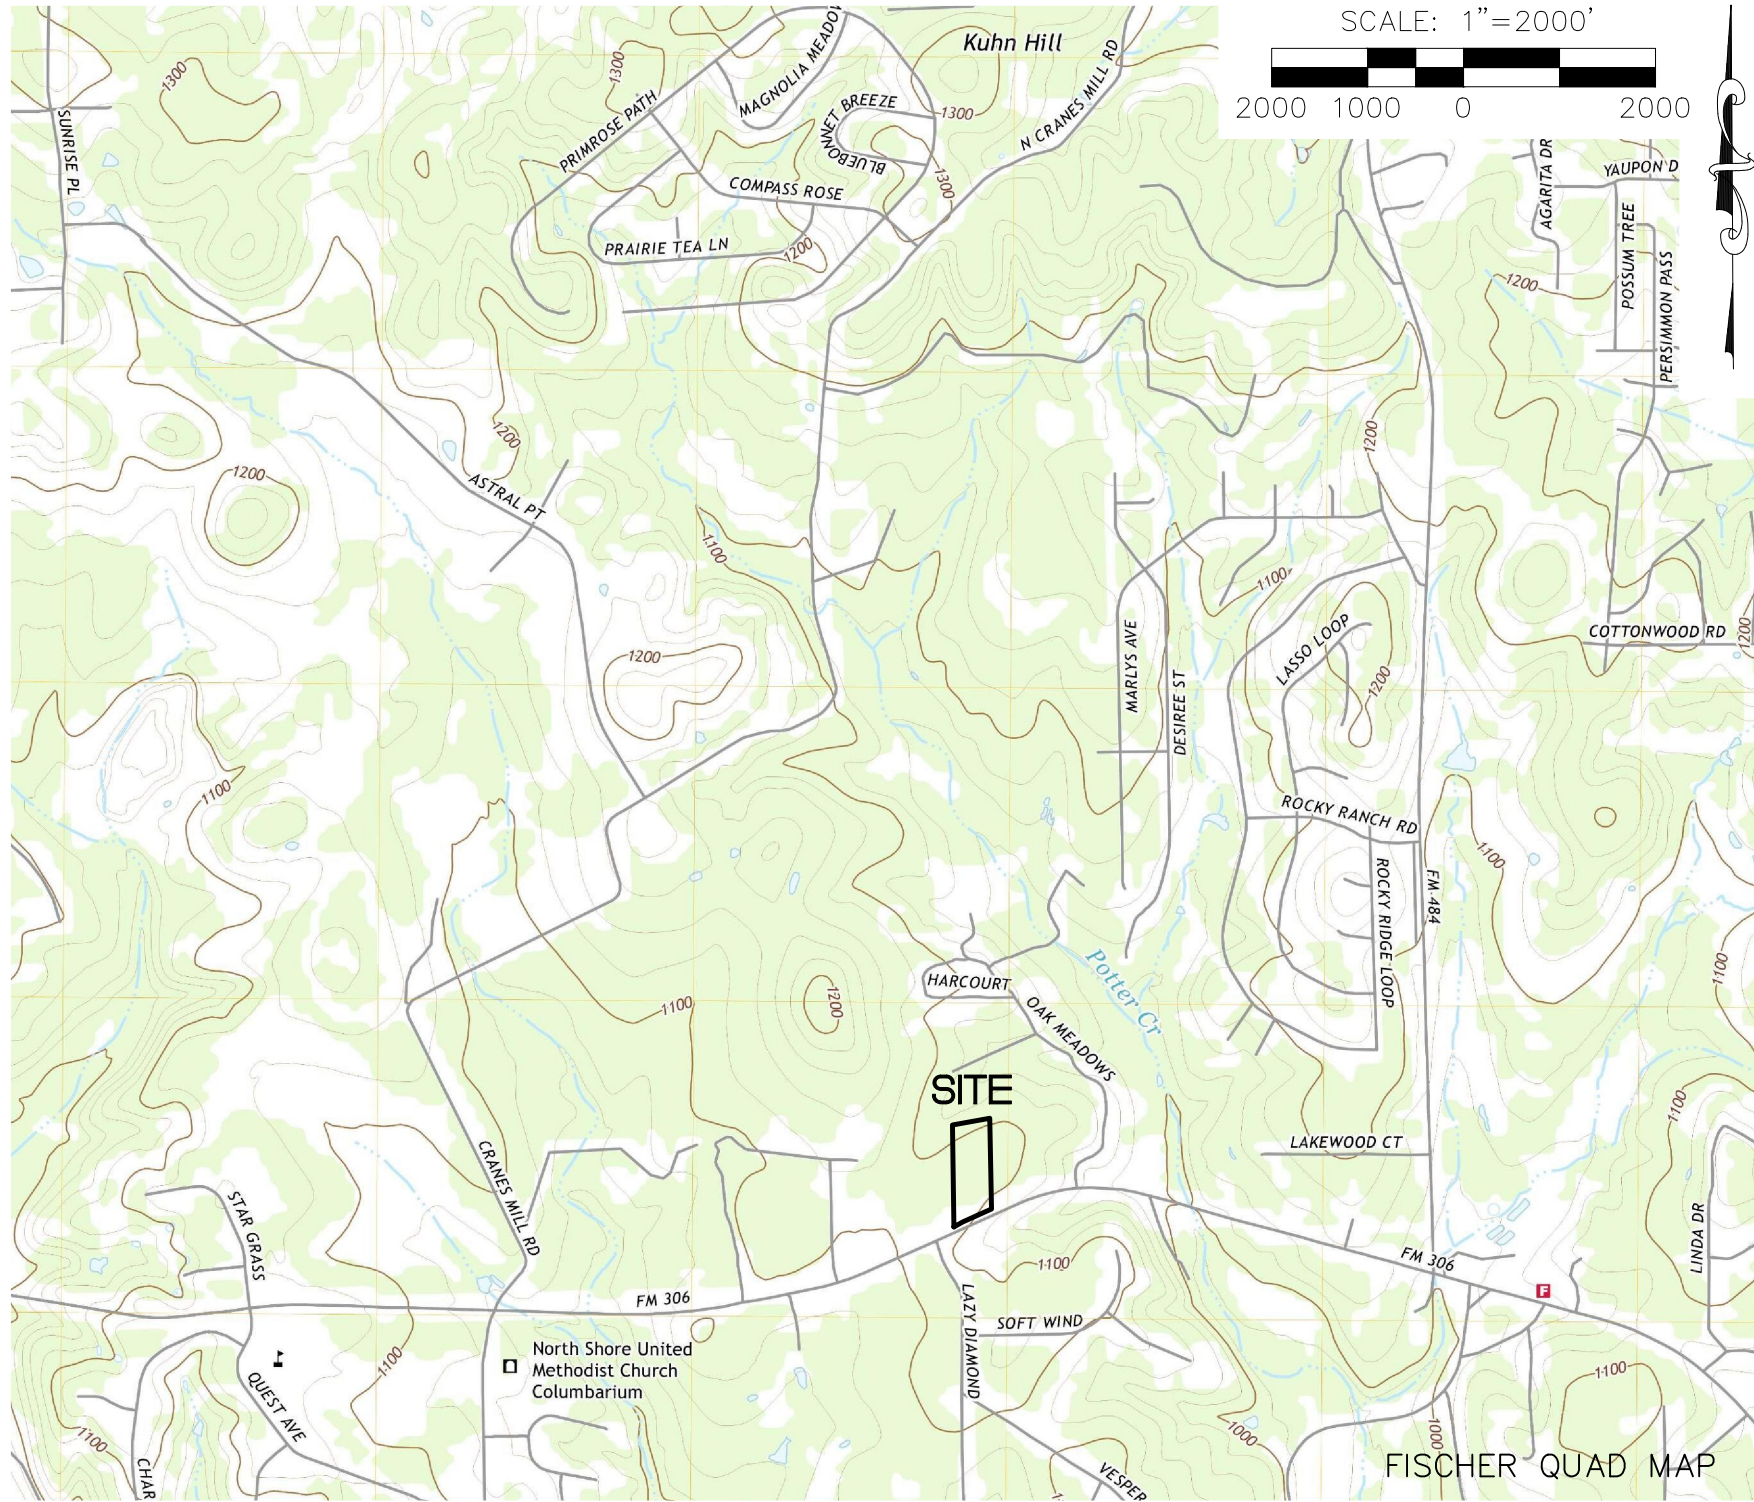 SCALE: 1"=2000'
2000 1000 0 2000
Kuhn Hill
MAGNOLIA MEADOW
N CRANES MILL RD
1300
1300
PRIMROSE PATH
BLUEBONNET BREEZE
1300
SUNRISE PL
AGARITA DR
YAUPON D
COMPASS ROSE
1300
POSSUM TREE
PRAIRIE TEA LN
1200
1200
PERSIMMON PASS
1200
1200
1200
ASTRAL PT
1100
1100
MARLYS AVE
LASSO LOOP
COTTONWOOD RD
1200
1200
DESIREE ST
1200
1100
ROCKY RANCH RD
1100
ROCKY RIDGE LOOP
FM 484
HARCOURT
Potter Cr
1100
1200
1100
OAK MEADOWS
SITE
1100
CRANES MILL RD
LAKEWOOD CT
STAR GRASS
LINDA DR
FM 306
1100
F
FM 306
LAZY DIAMOND
SOFT WIND
North Shore United
Methodist Church
Columbarium
1100
1100
QUEST AVE
1100
1000
1000
CHAR
VESPER
FISCHER QUAD MAP